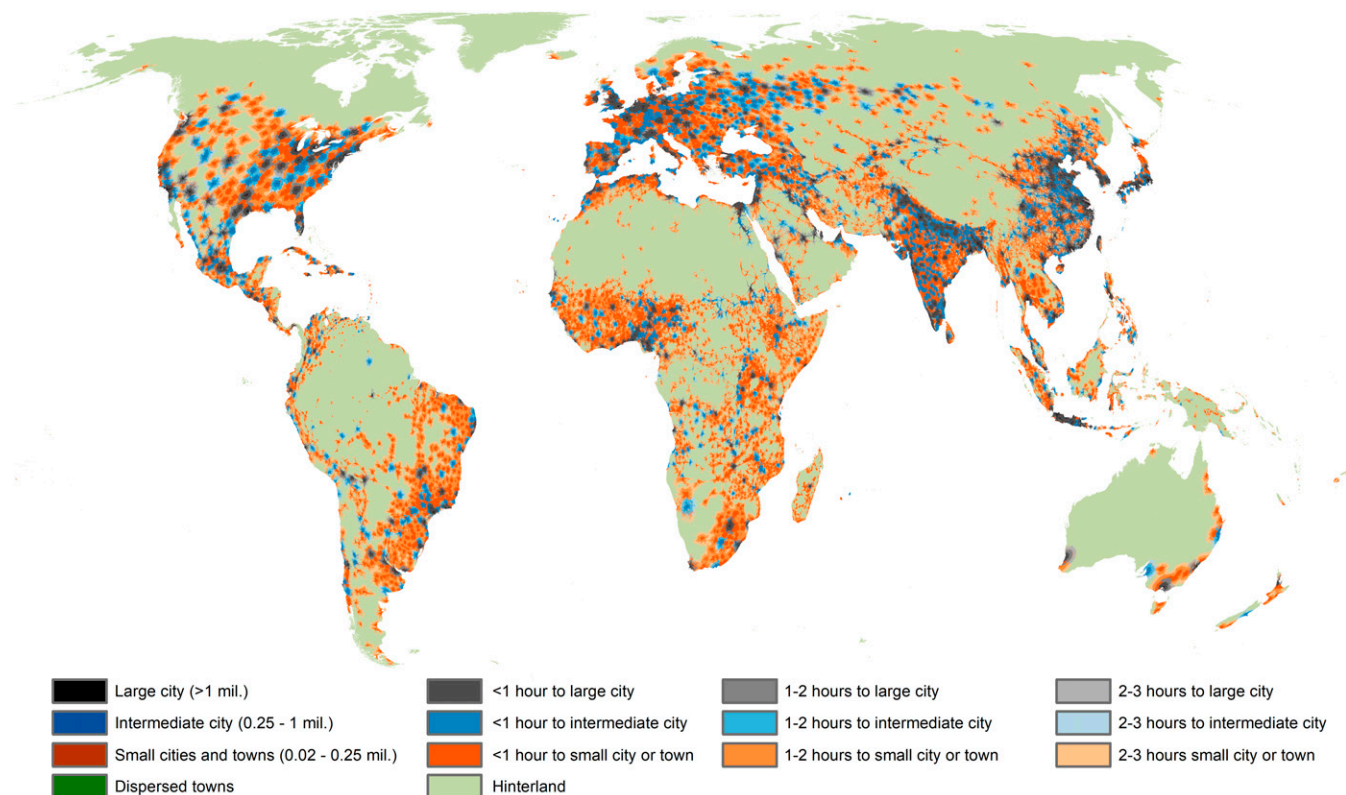 Large city (>1 mil.) <1 hour to large city 1-2 hours to large city 2-3 hours to large city
Intermediate city (0.25 - 1 mil.) <1 hour to intermediate city 1-2 hours to intermediate city 2-3 hours to intermediate city
Small cities and towns (0.02 - 0.25 mil.) <1 hour to small city or town 1-2 hours to small city or town 2-3 hours small city or town
Dispersed towns Hinterland